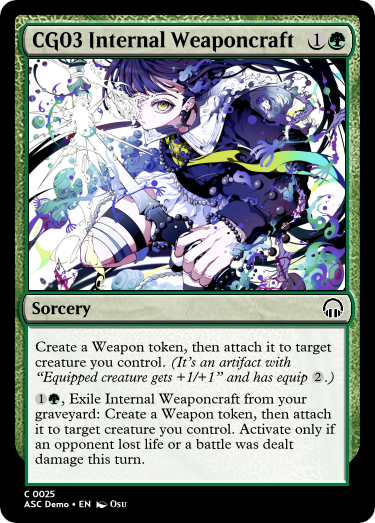 CG03 Internal Weaponcraft 1
Sorcery
Create a Weapon token, then attach it to target
creature you control. (It's an artifact with
"Equipped creature gets +1/+1" and has equip 2.)
1, Exile Internal Weaponcraft from your
graveyard: Create a Weapon token, then attach
it to target creature you control. Activate only if
an opponent lost life or a battle was dealt
damage this turn.
C 0025
ASC Demo • EN Osu